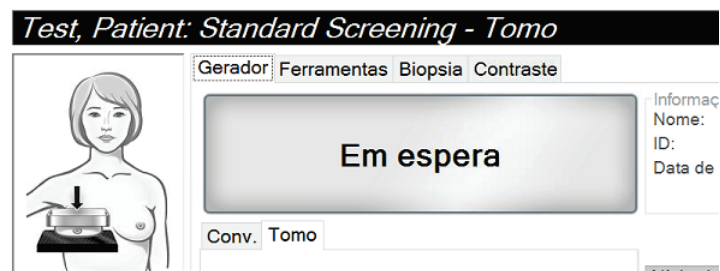 Test, Patient: Standard Screening - Tomo
Gerador Ferramentas Biopsia Contraste
Em espera
Nome:
ID:
Data de
Conv. Tomo